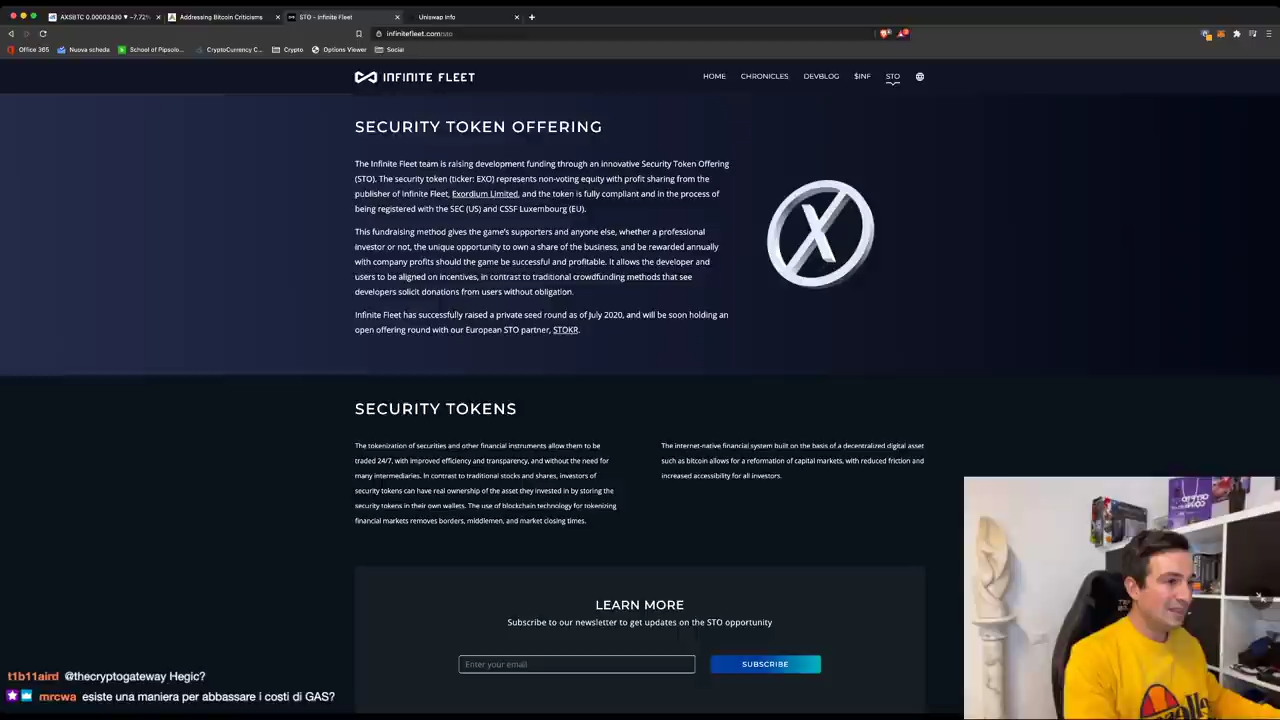 AXSBTC 0.00003430 ▼ −7.72%
Addressing Bitcoin Criticisms
STO - Infinite Fleet
Uniswap Info
infinitefleet.com/sto
Office 365
Nuova scheda
School of Pipsolo...
CryptoCurrency C...
Crypto
Options Viewer
Social
INFINITE FLEET
HOME
CHRONICLES
DEVBLOG
$INF
STO
SECURITY TOKEN OFFERING
The Infinite Fleet team is raising development funding through an innovative Security Token Offering
(STO). The security token (ticker: EXO) represents non-voting equity with profit sharing from the
publisher of Infinite Fleet, Exordium Limited, and the token is fully compliant and in the process of
being registered with the SEC (US) and CSSF Luxembourg (EU).
This fundraising method gives the game's supporters and anyone else, whether a professional
investor or not, the unique opportunity to own a share of the business, and be rewarded annually
with company profits should the game be successful and profitable. It allows the developer and
users to be aligned on incentives, in contrast to traditional crowdfunding methods that see
developers solicit donations from users without obligation.
Infinite Fleet has successfully raised a private seed round as of July 2020, and will be soon holding an
open offering round with our European STO partner, STOKR.
SECURITY TOKENS
The tokenization of securities and other financial instruments allow them to be
traded 24/7, with improved efficiency and transparency, and without the need for
many intermediaries. In contrast to traditional stocks and shares, investors of
security tokens can have real ownership of the asset they invested in by storing the
security tokens in their own wallets. The use of blockchain technology for tokenizing
financial markets removes borders, middlemen, and market closing times.
The internet-native financial system built on the basis of a decentralized digital asset
such as bitcoin allows for a reformation of capital markets, with reduced friction and
increased accessibility for all investors.
LEARN MORE
Subscribe to our newsletter to get updates on the STO opportunity
Enter your email
SUBSCRIBE
t1b11aird @thecryptogateway Hegic?
mrcwa esiste una maniera per abbassare i costi di GAS?